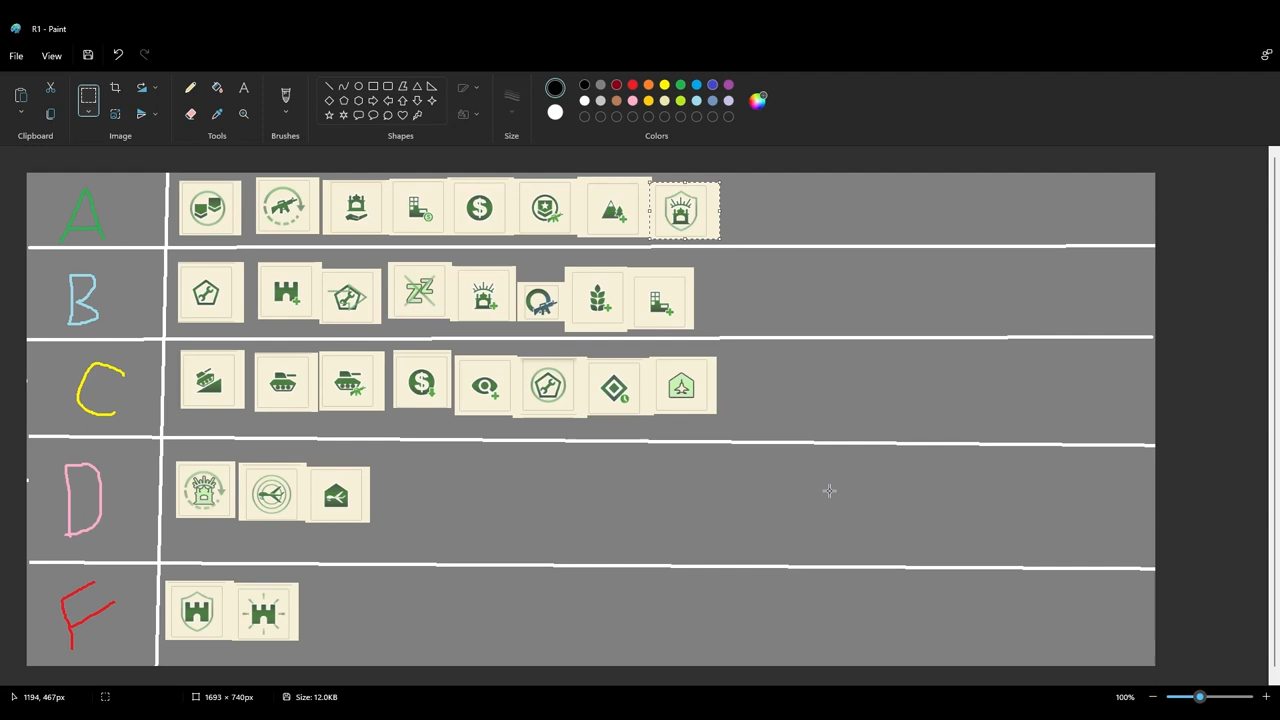 R1 - Paint
File View
Clipboard Image Tools Brushes Shapes Size Colors
A
B
C
D
F
1194, 467px 1693 × 740px Size: 12.0KB 100%